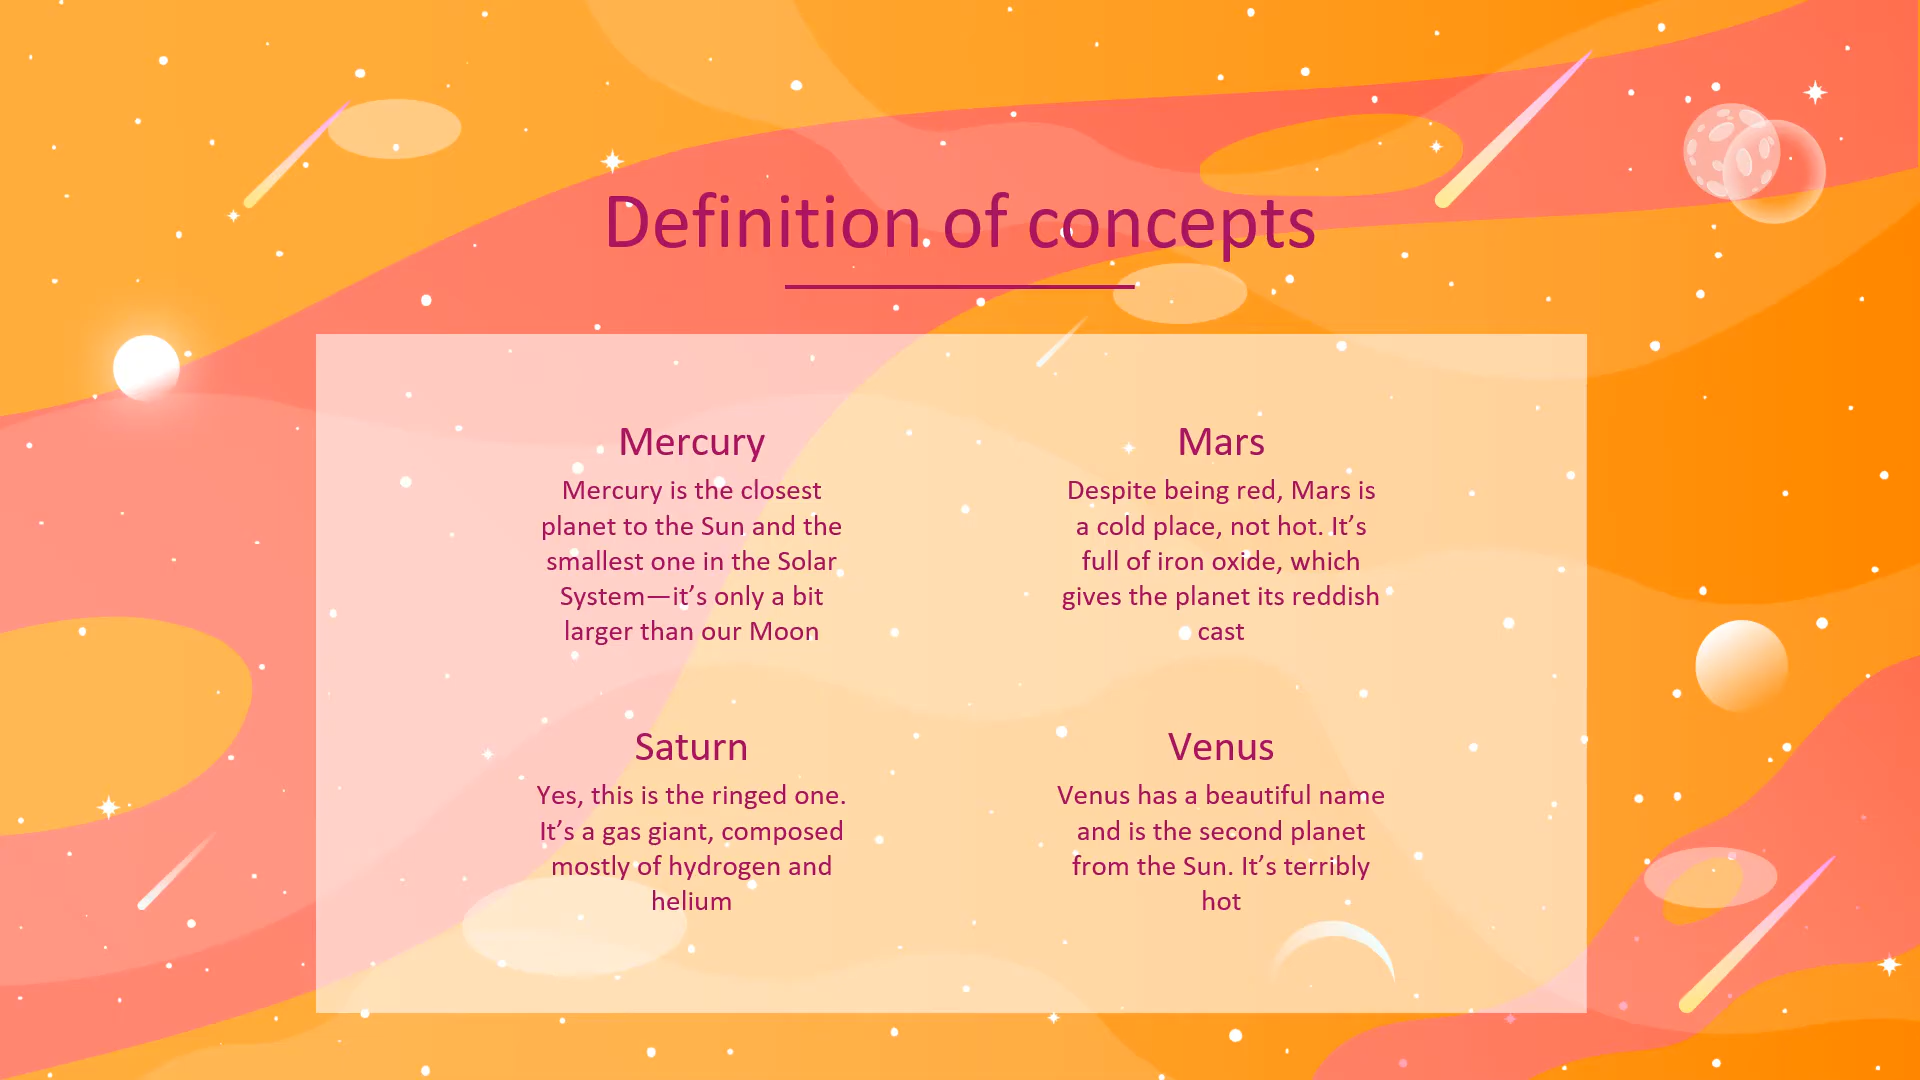 Definition of concepts
Mercury
Mercury is the closest
planet to the Sun and the
smallest one in the Solar
System—it’s only a bit
larger than our Moon
Mars
Despite being red, Mars is
a cold place, not hot. It’s
full of iron oxide, which
gives the planet its reddish
cast
Saturn
Yes, this is the ringed one.
It’s a gas giant, composed
mostly of hydrogen and
helium
Venus
Venus has a beautiful name
and is the second planet
from the Sun. It’s terribly
hot